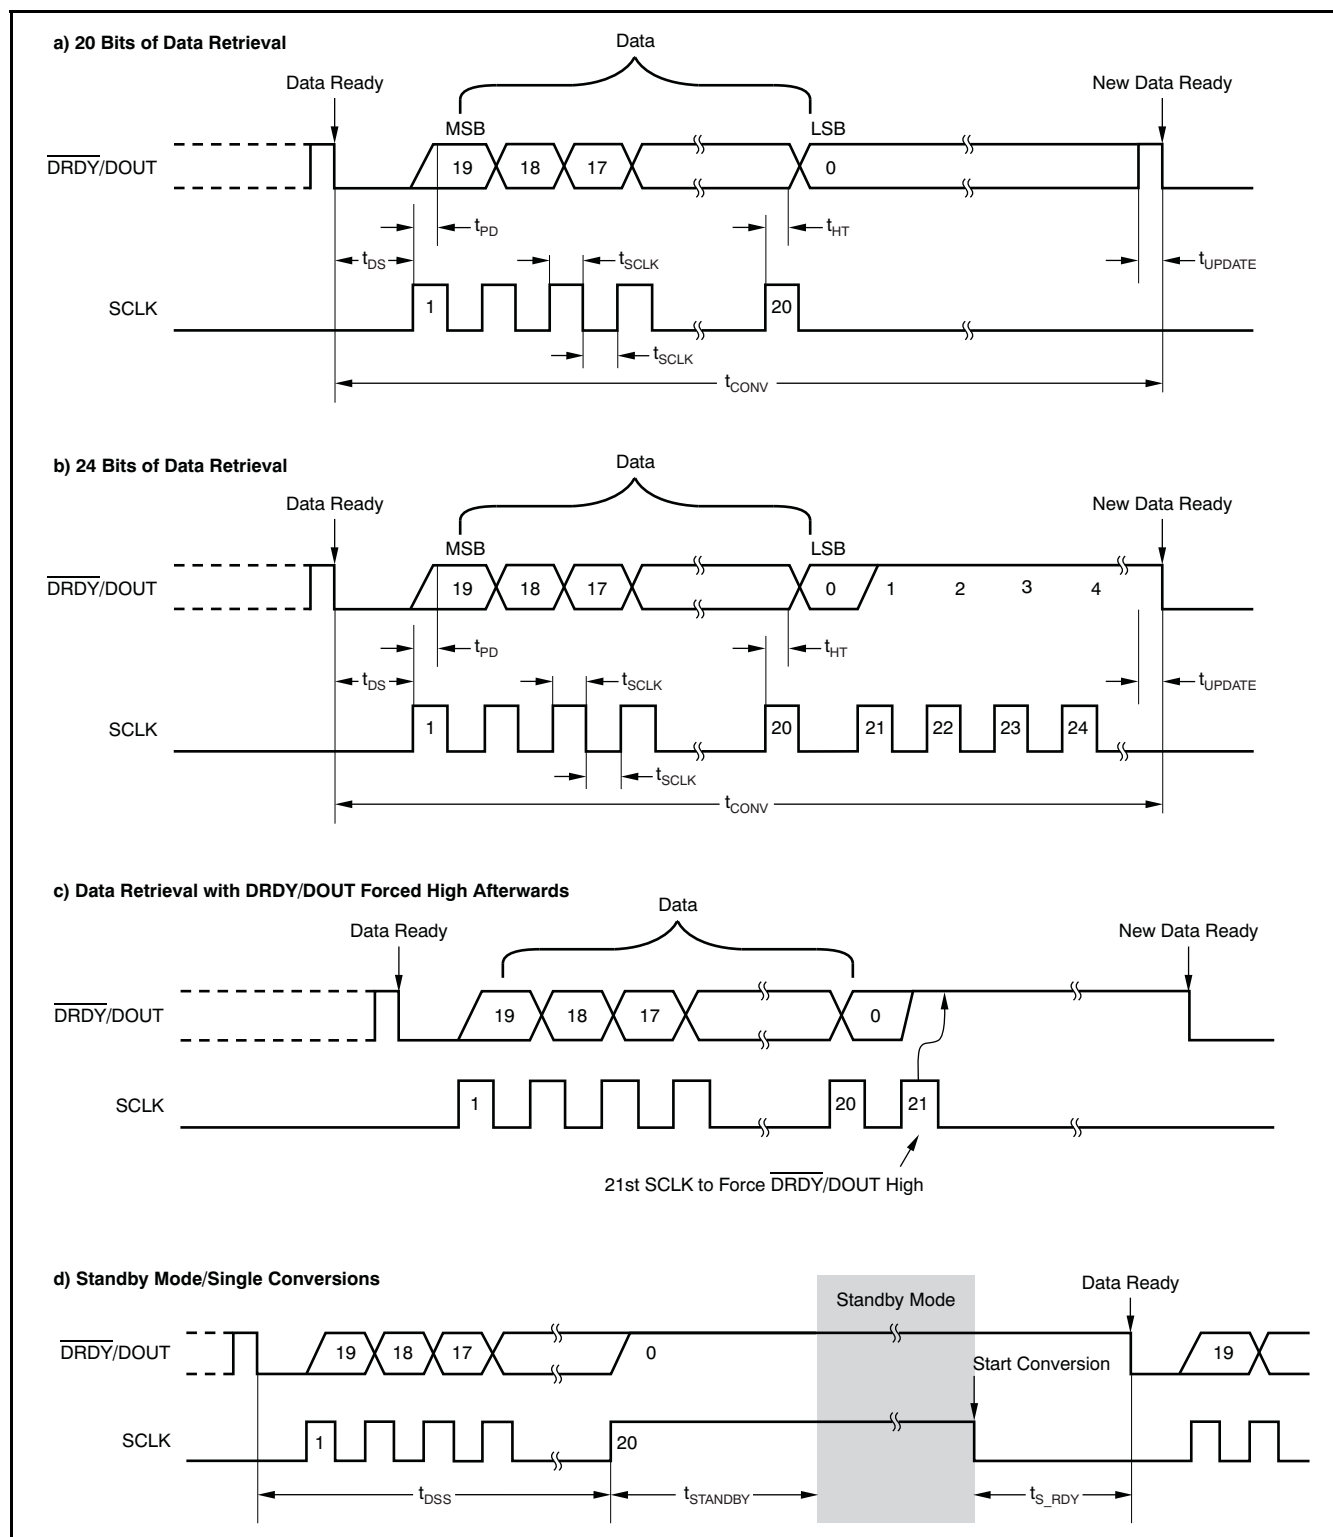 a) 20 Bits of Data Retrieval
Data
Data Ready
New Data Ready
MSB
LSB
DRDY/DOUT
19 18 17 0
tPD
tHT
tDS
tSCLK
tUPDATE
SCLK
1 20
tSCLK
tCONV
b) 24 Bits of Data Retrieval
Data
Data Ready
New Data Ready
MSB
LSB
DRDY/DOUT
19 18 17 0 1 2 3 4
tPD
tHT
tDS
tSCLK
tUPDATE
SCLK
1 20 21 22 23 24
tSCLK
tCONV
c) Data Retrieval with DRDY/DOUT Forced High Afterwards
Data
Data Ready
New Data Ready
DRDY/DOUT
19 18 17 0
SCLK
1 20 21
21st SCLK to Force DRDY/DOUT High
d) Standby Mode/Single Conversions
Data Ready
Standby Mode
DRDY/DOUT
19 18 17 0 19
Start Conversion
SCLK
1 20
tDSS
tSTANDBY
tS_RDY